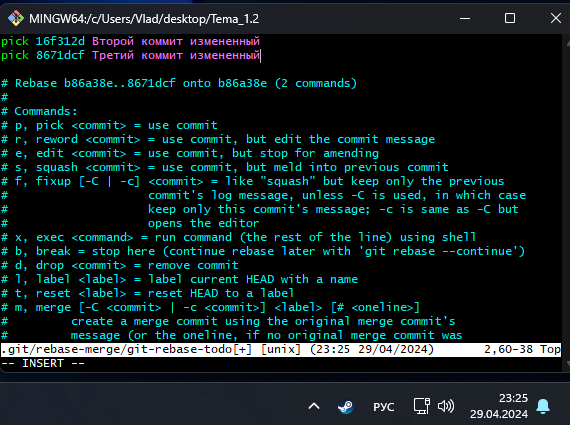 MINGW64:/c/Users/Vlad/desktop/Tema_1.2
pick 16f312d Второй коммит измененный
pick 8671dcf Третий коммит измененный
# Rebase b86a38e..8671dcf onto b86a38e (2 commands)
#
# Commands:
# p, pick <commit> = use commit
# r, reword <commit> = use commit, but edit the commit message
# e, edit <commit> = use commit, but stop for amending
# s, squash <commit> = use commit, but meld into previous commit
# f, fixup [-C | -c] <commit> = like "squash" but keep only the previous
# commit's log message, unless -C is used, in which case
# keep only this commit's message; -c is same as -C but
# opens the editor
# x, exec <command> = run command (the rest of the line) using shell
# b, break = stop here (continue rebase later with 'git rebase --continue')
# d, drop <commit> = remove commit
# l, label <label> = label current HEAD with a name
# t, reset <label> = reset HEAD to a label
# m, merge [-C <commit> | -c <commit>] <label> [# <oneline>]
# create a merge commit using the original merge commit's
# message (or the oneline, if no original merge commit was
.git/rebase-merge/git-rebase-todo[+] [unix] (23:25 29/04/2024) 2,60-38 Top
-- INSERT --
РУС
23:25
29.04.2024